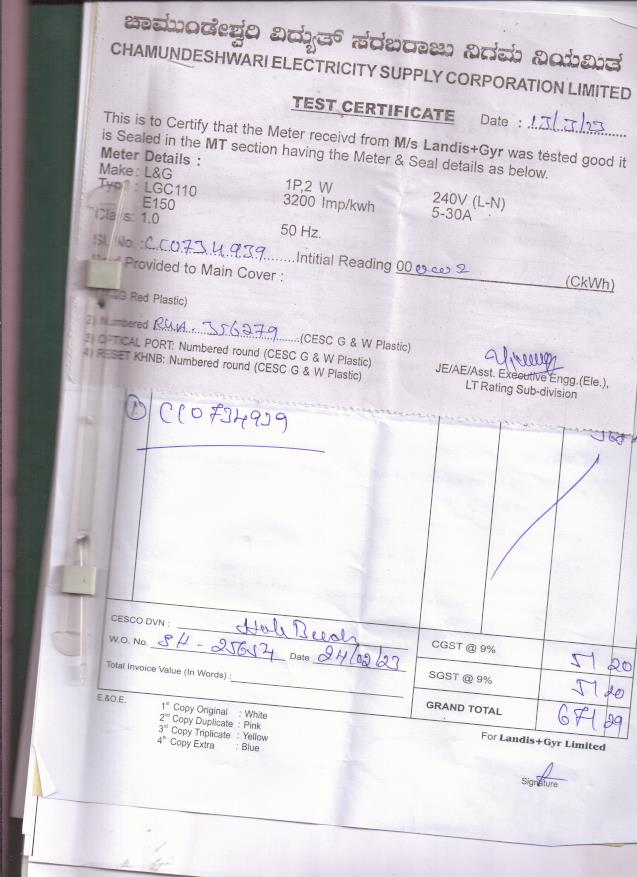 ಚಾಮುಂಡೇಶ್ವರಿ ವಿದ್ಯುತ್ ಸರಬರಾಜು ನಿಗಮ ನಿಯಮಿತ
CHAMUNDESHWARI ELECTRICITY SUPPLY CORPORATION LIMITED
TEST CERTIFICATE Date : 13/3/23
This is to Certify that the Meter receivd from M/s Landis+Gyr was tested good it
is Sealed in the MT section having the Meter & Seal details as below.
Meter Details :
Make : L&G 1P,2 W 240V (L-N)
LGC110 3200 Imp/kwh 5-30A
E150
1.0 50 Hz.
No. : CC0734939 Intitial Reading 00 (CkWh)
Provided to Main Cover :
Red Plastic)
2) Numbered 356279 (CESC G & W Plastic)
3) OPTICAL PORT: Numbered round (CESC G & W Plastic)
4) RESET KHNB: Numbered round (CESC G & W Plastic)
JE/AE/Asst. Executive Engg.(Ele.),
LT Rating Sub-division
1 CC0734939
CESCO DVN :
W.O. No. SH-25654 Date 24/02/23
Total Invoice Value (In Words) :
CGST @ 9% 51 20
SGST @ 9% 51 20
GRAND TOTAL 671 29
E.&O.E. 1st Copy Original : White
2nd Copy Duplicate : Pink
3rd Copy Triplicate : Yellow
4th Copy Extra : Blue
For Landis+Gyr Limited
Signature